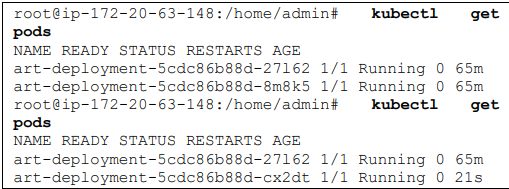 root@ip-172-20-63-148:/home/admin# kubectl get
pods
NAME READY STATUS RESTARTS AGE
art-deployment-5cdc86b88d-27l62 1/1 Running 0 65m
art-deployment-5cdc86b88d-8m8k5 1/1 Running 0 65m
root@ip-172-20-63-148:/home/admin# kubectl get
pods
NAME READY STATUS RESTARTS AGE
art-deployment-5cdc86b88d-27l62 1/1 Running 0 65m
art-deployment-5cdc86b88d-cx2dt 1/1 Running 0 21s